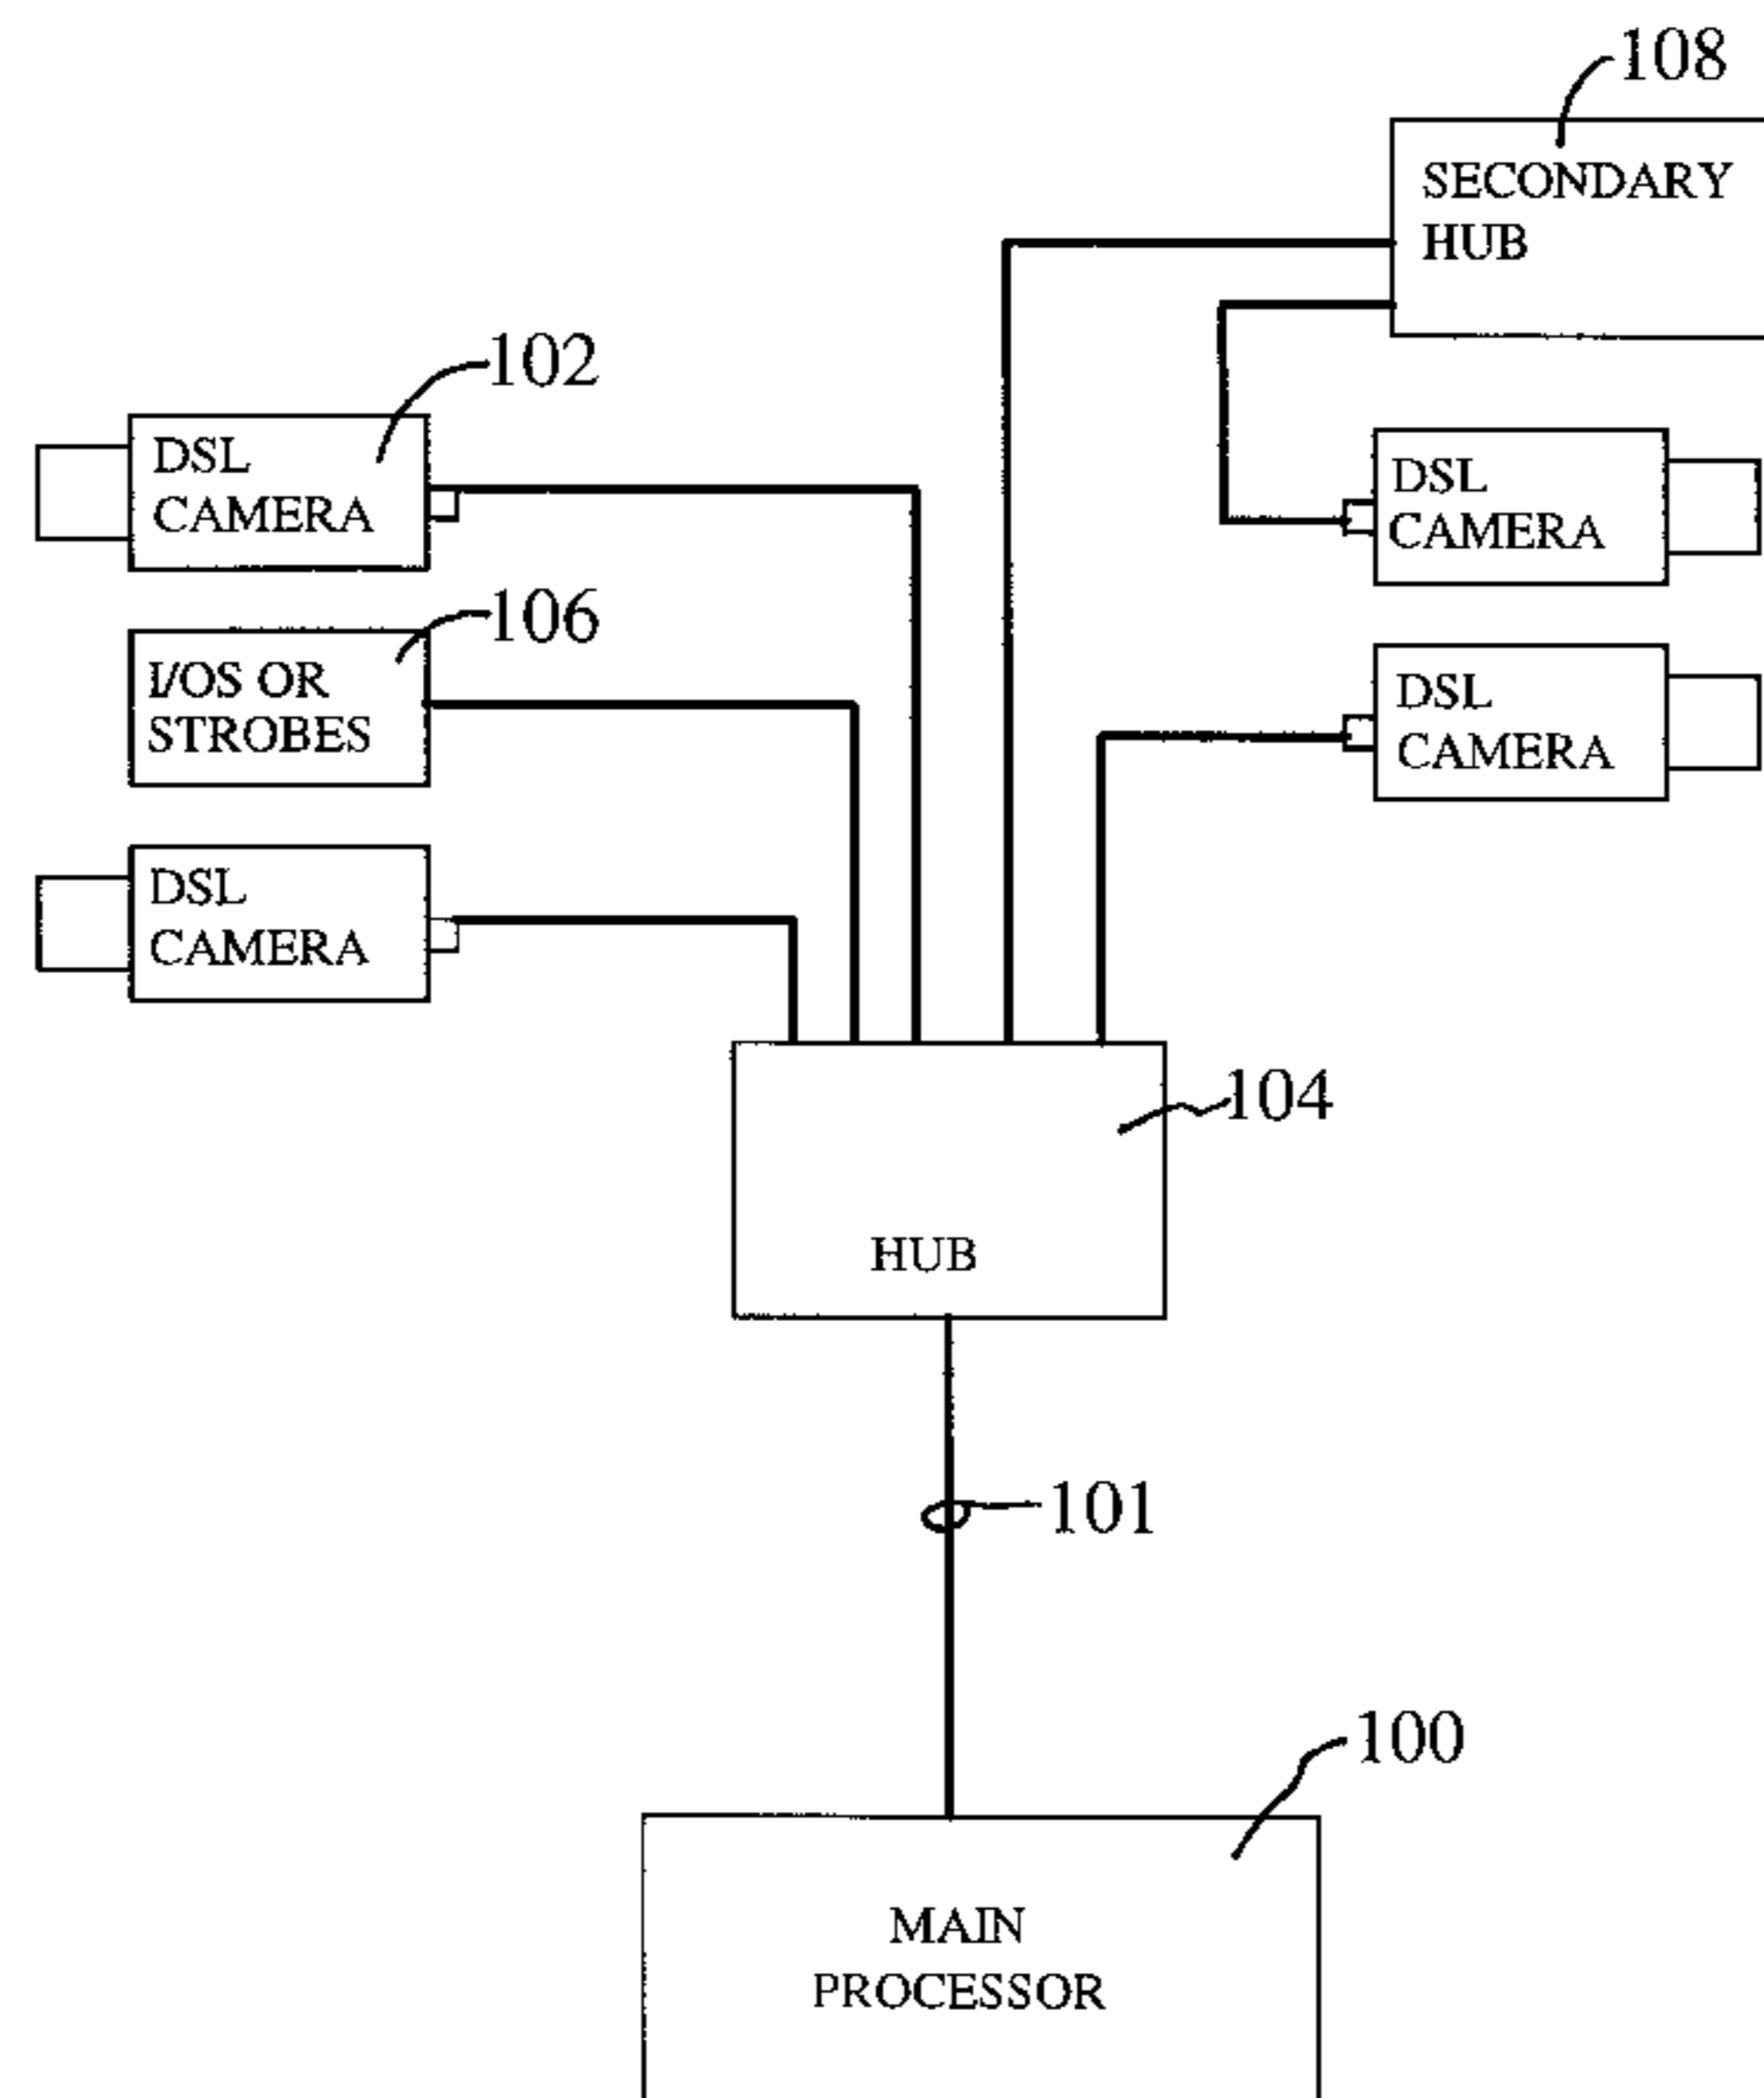 108
SECONDARY
HUB
102
DSL
CAMERA
DSL
CAMERA
106
I/OS OR
STROBES
DSL
CAMERA
DSL
CAMERA
104
HUB
101
100
MAIN
PROCESSOR